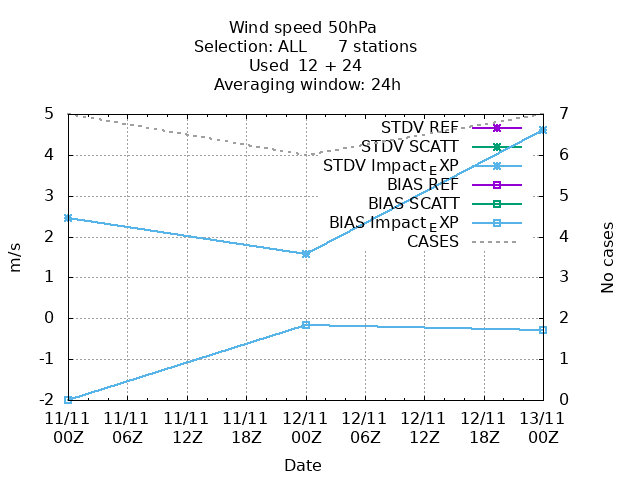 Wind speed 50hPa
Selection: ALL 7 stations
Used 12 + 24
Averaging window: 24h
5
4
3
2
1
0
-1
-2
m/s
7
6
5
4
3
2
1
0
No cases
STDV REF
STDV SCATT
STDV Impact_EXP
BIAS REF
BIAS SCATT
BIAS Impact_EXP
CASES
11/11 11/11 11/11 11/11 12/11 12/11 12/11 12/11 13/11
00Z 06Z 12Z 18Z 00Z 06Z 12Z 18Z 00Z
Date